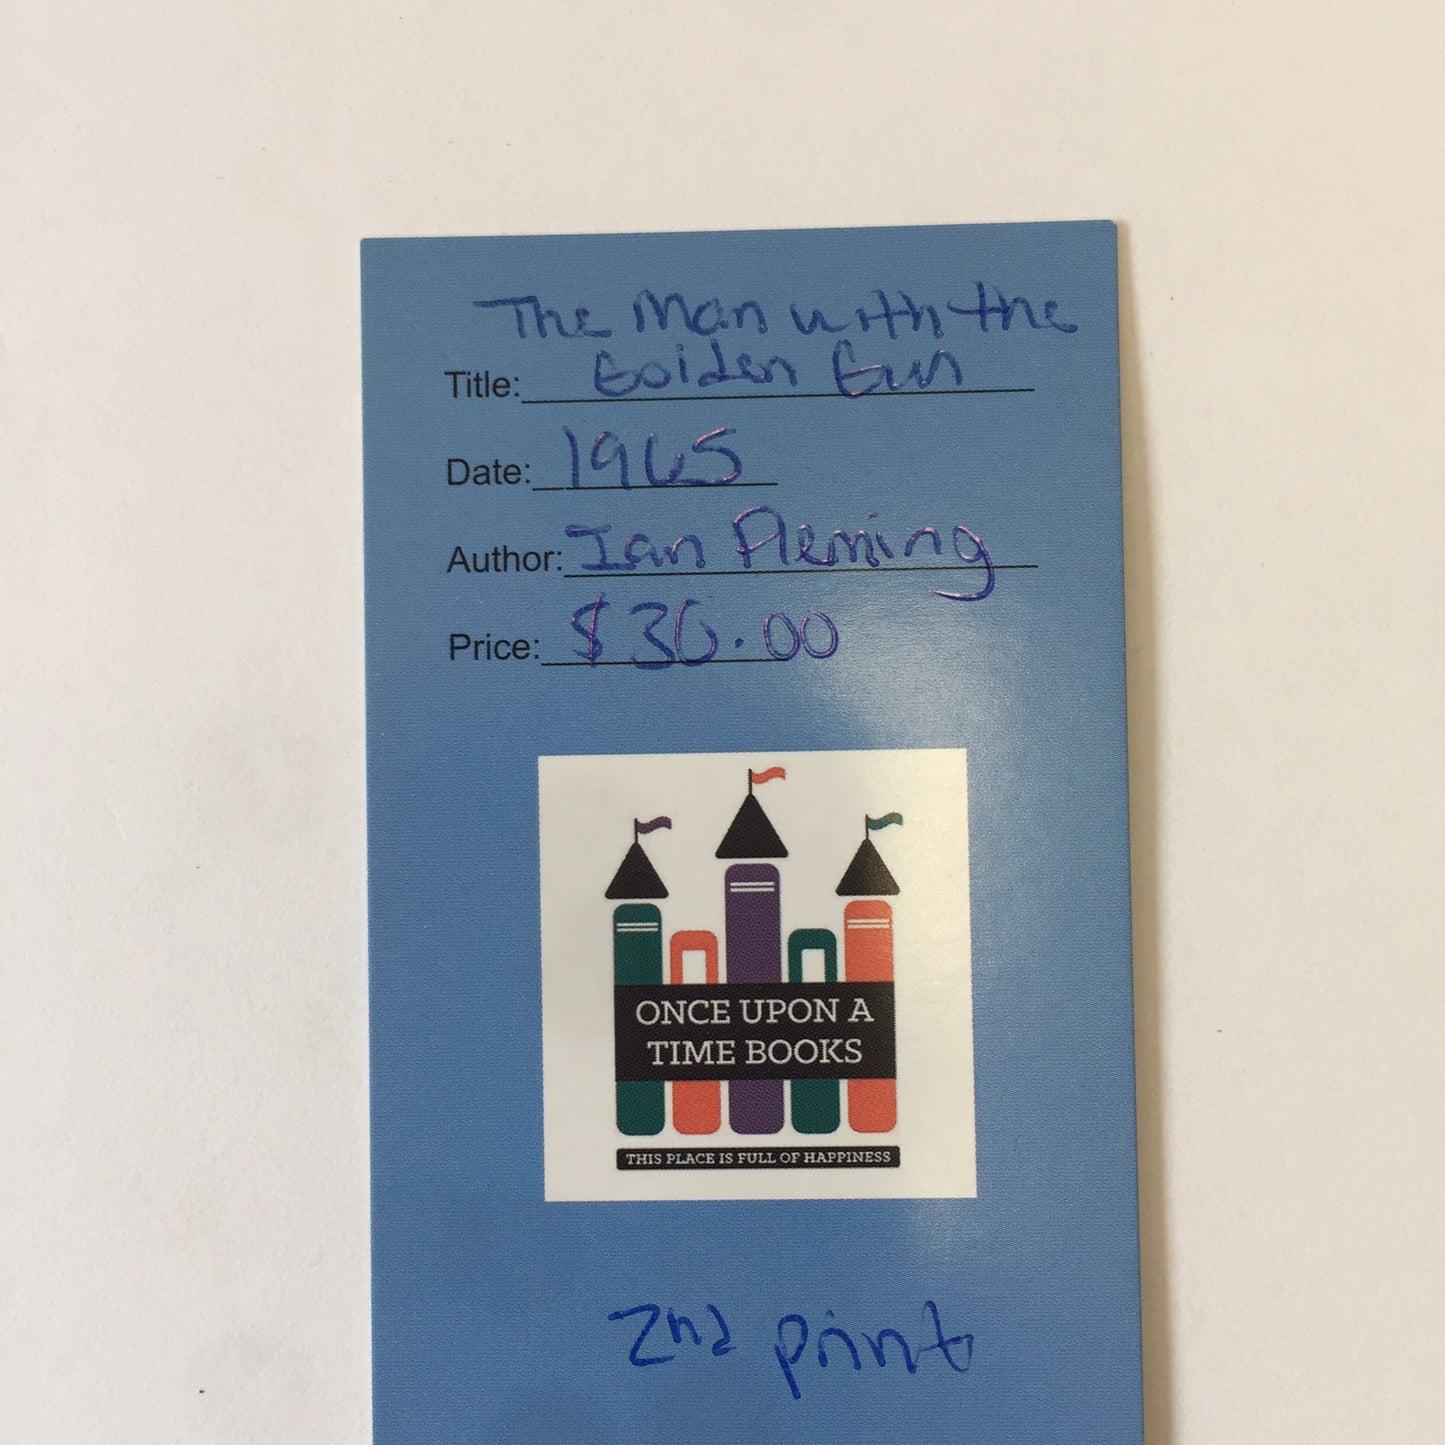 The Man with the
Title: Golden Gun
Date: 1965
Author: Ian Fleming
Price: $30.00
ONCE UPON A
TIME BOOKS
THIS PLACE IS FULL OF HAPPINESS
2nd print